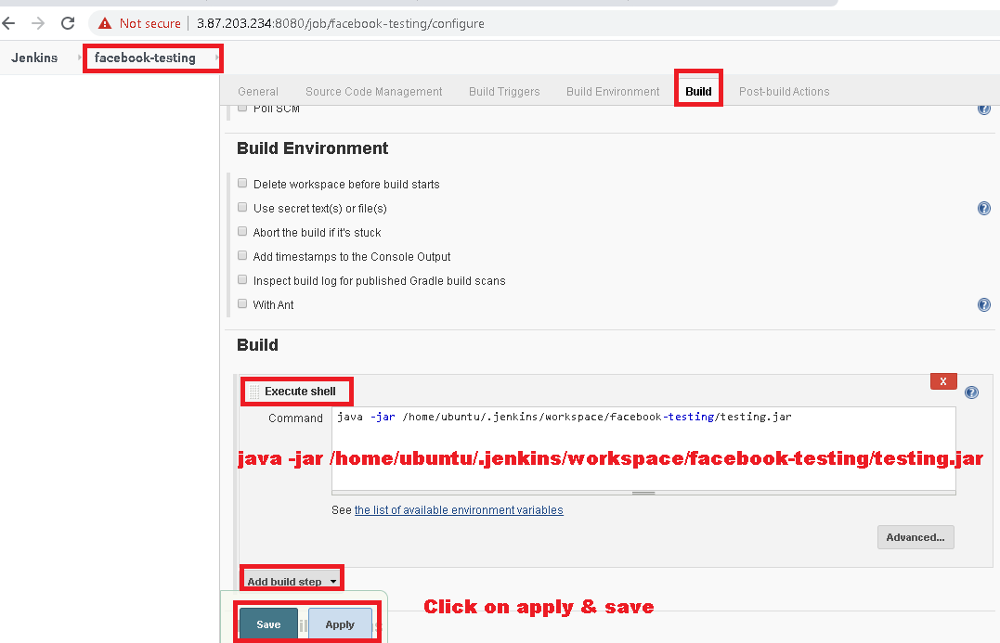 Not secure | 3.87.203.234:8080/job/facebook-testing/configure
Jenkins facebook-testing
General Source Code Management Build Triggers Build Environment Build Post-build Actions
Poll SCM
Build Environment
Delete workspace before build starts
Use secret text(s) or file(s)
Abort the build if it's stuck
Add timestamps to the Console Output
Inspect build log for published Gradle build scans
With Ant
Build
X
Execute shell
Command java -jar /home/ubuntu/.jenkins/workspace/facebook-testing/testing.jar
java -jar /home/ubuntu/.jenkins/workspace/facebook-testing/testing.jar
See the list of available environment variables
Advanced...
Add build step
Click on apply & save
Save Apply